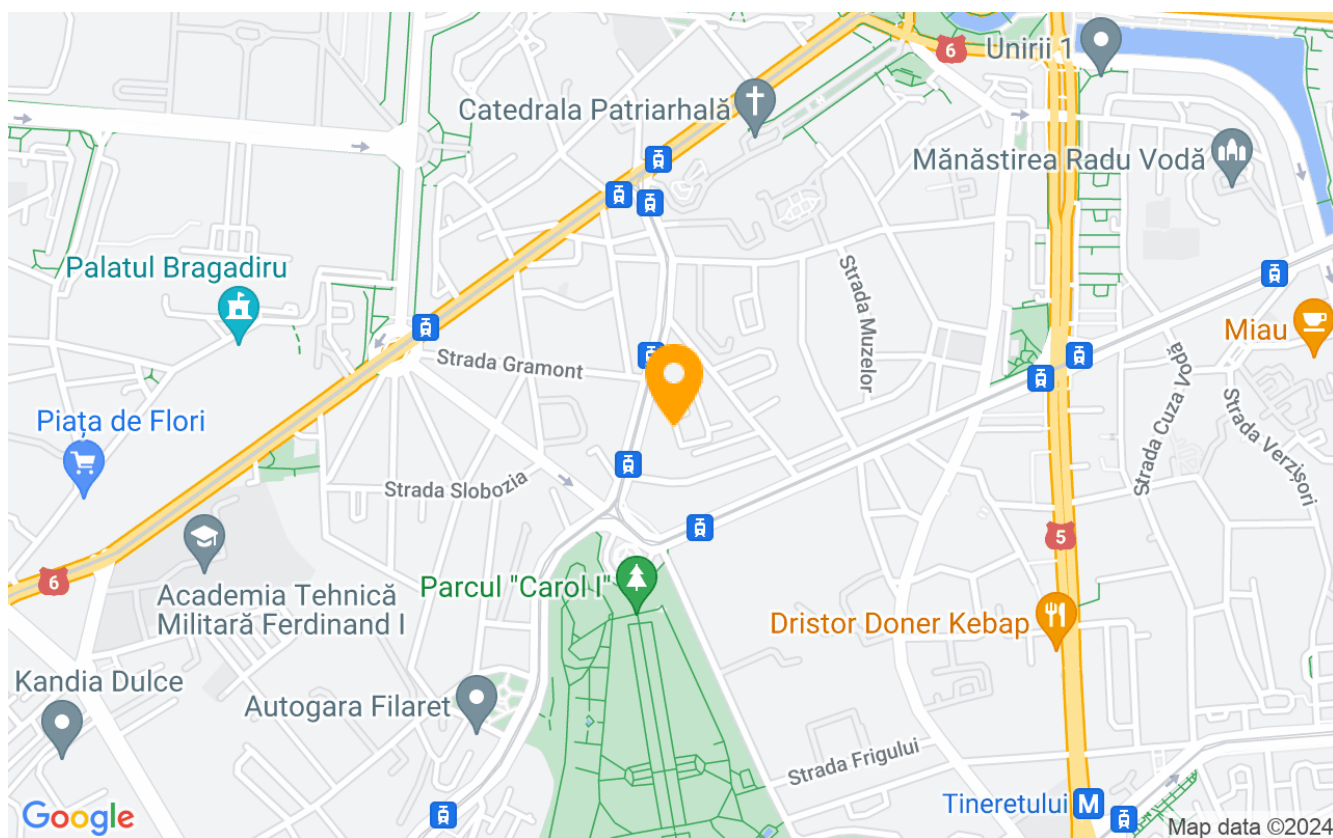 6
Unirii 1
Catedrala Patriarhală
Mănăstirea Radu Vodă
Palatul Bragadiru
Strada Muzelor
Miau
Strada Gramont
Strada Cuza Vodă
Strada Verzișori
Piața de Flori
Strada Slobozia
5
6
Academia Tehnică
Militară Ferdinand I
Parcul "Carol I"
Dristor Doner Kebap
Kandia Dulce
Autogara Filaret
Strada Frigului
Tineretului M
Google
Map data ©2024